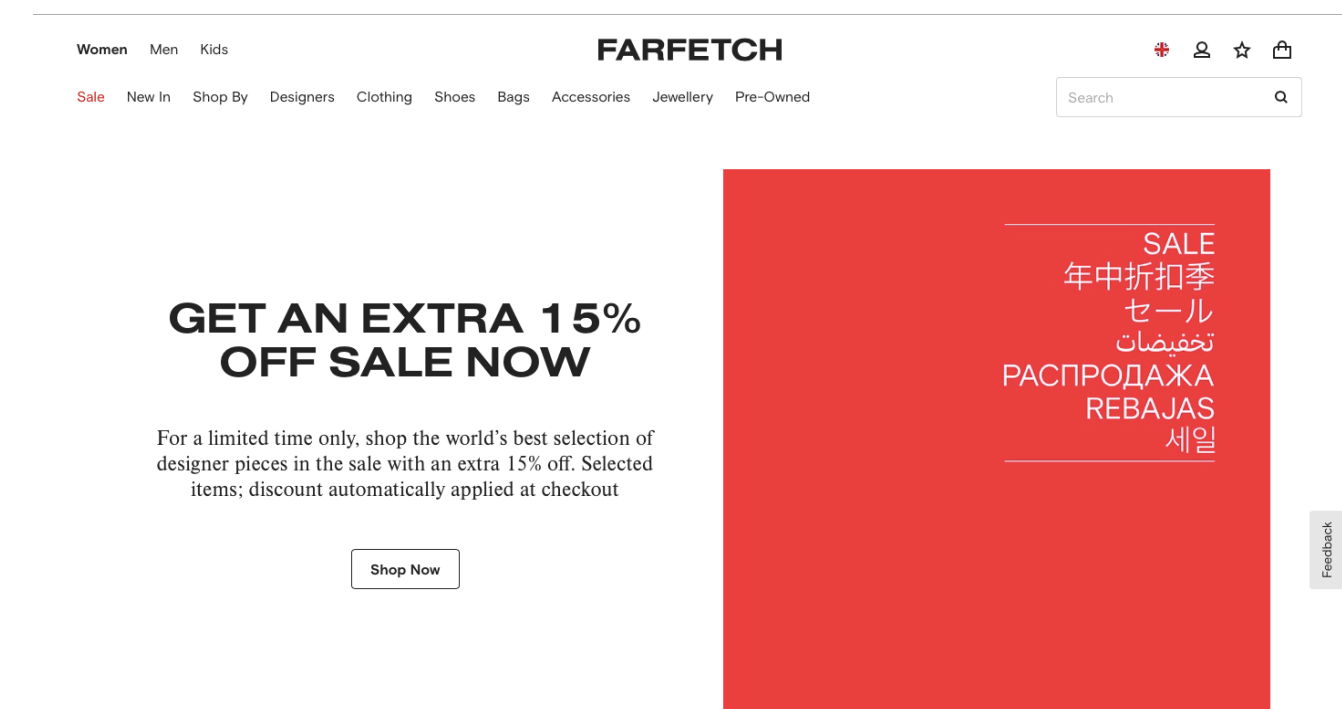 Women Men Kids
FARFETCH
Sale New In Shop By Designers Clothing Shoes Bags Accessories Jewellery Pre-Owned
Search
GET AN EXTRA 15%
OFF SALE NOW
For a limited time only, shop the world’s best selection of
designer pieces in the sale with an extra 15% off. Selected
items; discount automatically applied at checkout
Shop Now
SALE
年中折扣季
セール
تخفيضات
РАСПРОДАЖА
REBAJAS
세일
Feedback